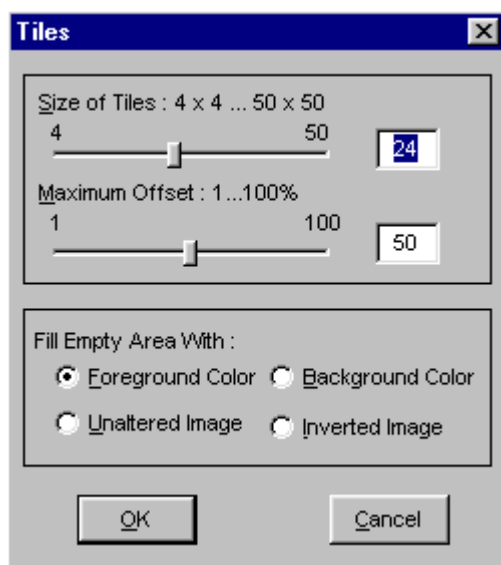 Tiles
Size of Tiles : 4 x 4 ... 50 x 50
4 50
24
Maximum Offset : 1...100%
1 100
50
Fill Empty Area With :
Foreground Color Background Color
Unaltered Image Inverted Image
OK Cancel